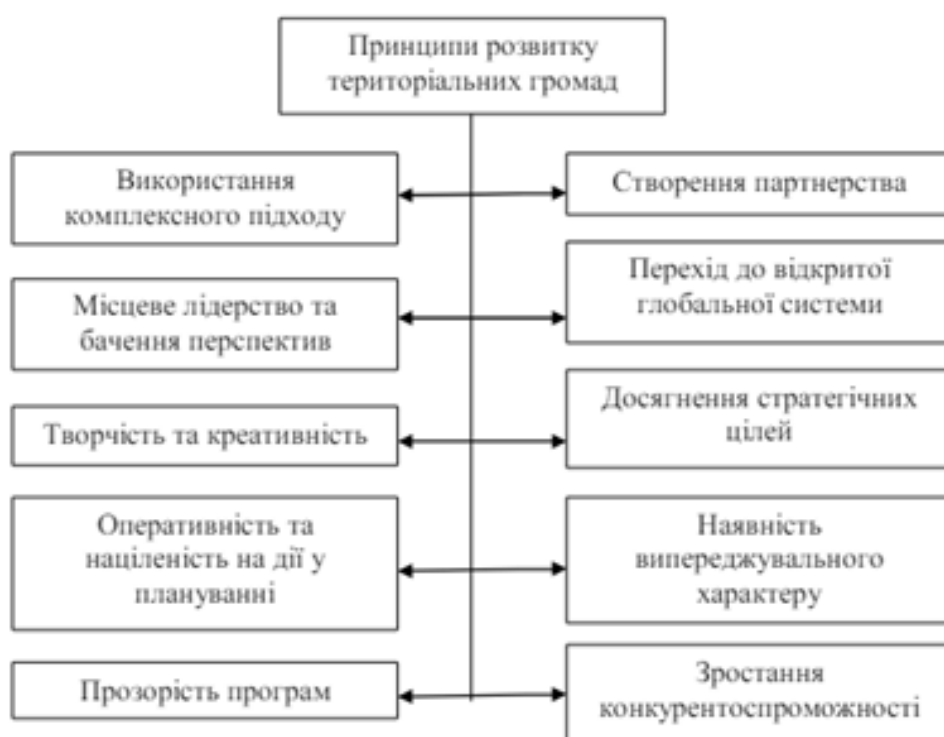 Принципи розвитку
територіальних громад
Використання
комплексного підходу
Створення партнерства
Місцеве лідерство та
бачення перспектив
Перехід до відкритої
глобальної системи
Творчість та креативність
Досягнення стратегічних
цілей
Оперативність та
націленість на дії у
плануванні
Наявність
випереджувального
характеру
Прозорість програм
Зростання
конкурентоспроможності